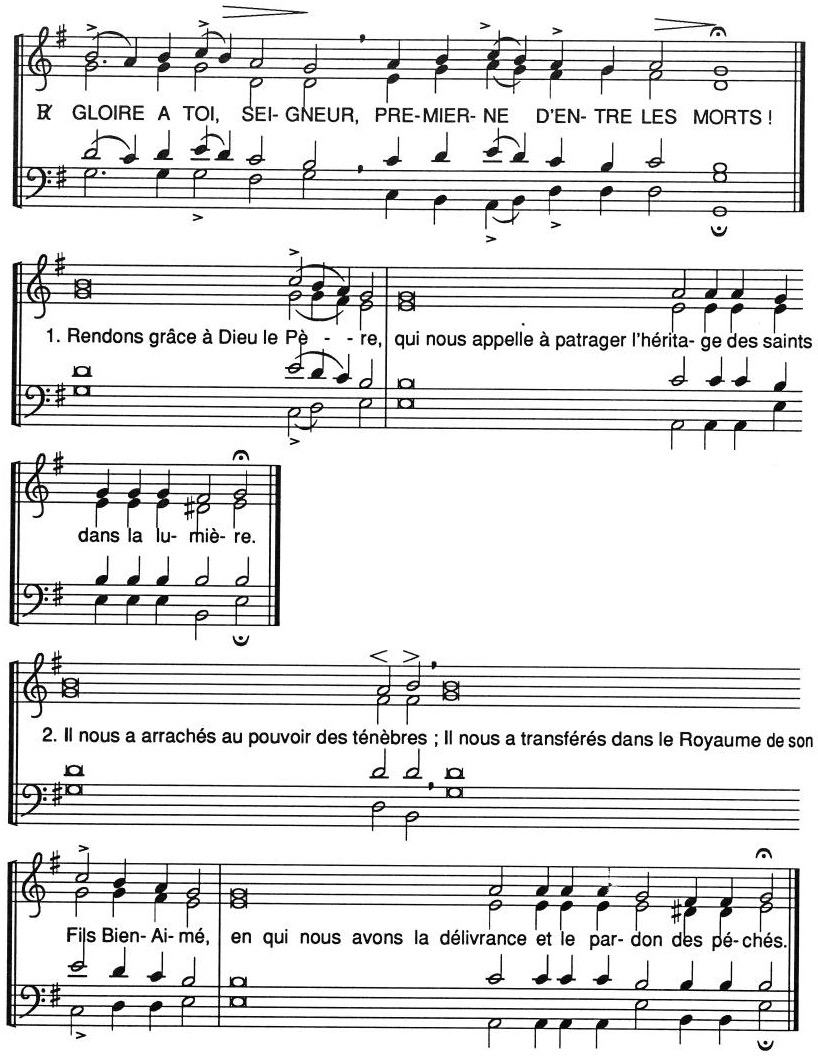 ℟ GLOIRE A TOI, SEI- GNEUR, PRE-MIER- NE D'EN- TRE LES MORTS !
1. Rendons grâce à Dieu le Pè - - re, qui nous appelle à patrager l'hérita- ge des saints
dans la lu- miè- re.
2. Il nous a arrachés au pouvoir des ténèbres ; Il nous a transférés dans le Royaume de son
Fils Bien- Ai- mé, en qui nous avons la délivrance et le par- don des pé- chés.